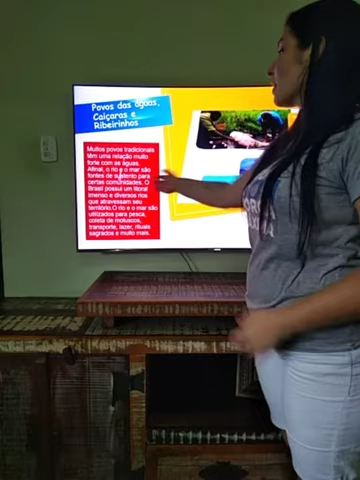 Povos das águas,
Caiçaras e
Ribeirinhos
Muitos povos tradicionais
têm uma relação muito
forte com as águas.
Afinal, o rio e o mar são
fontes de sustento para
certas comunidades. O
Brasil possui um litoral
imenso e diversos rios
que atravessam seu
território.O rio e o mar são
utilizados para pesca,
coleta de moluscos,
transporte, lazer, rituais
sagrados e muito mais.